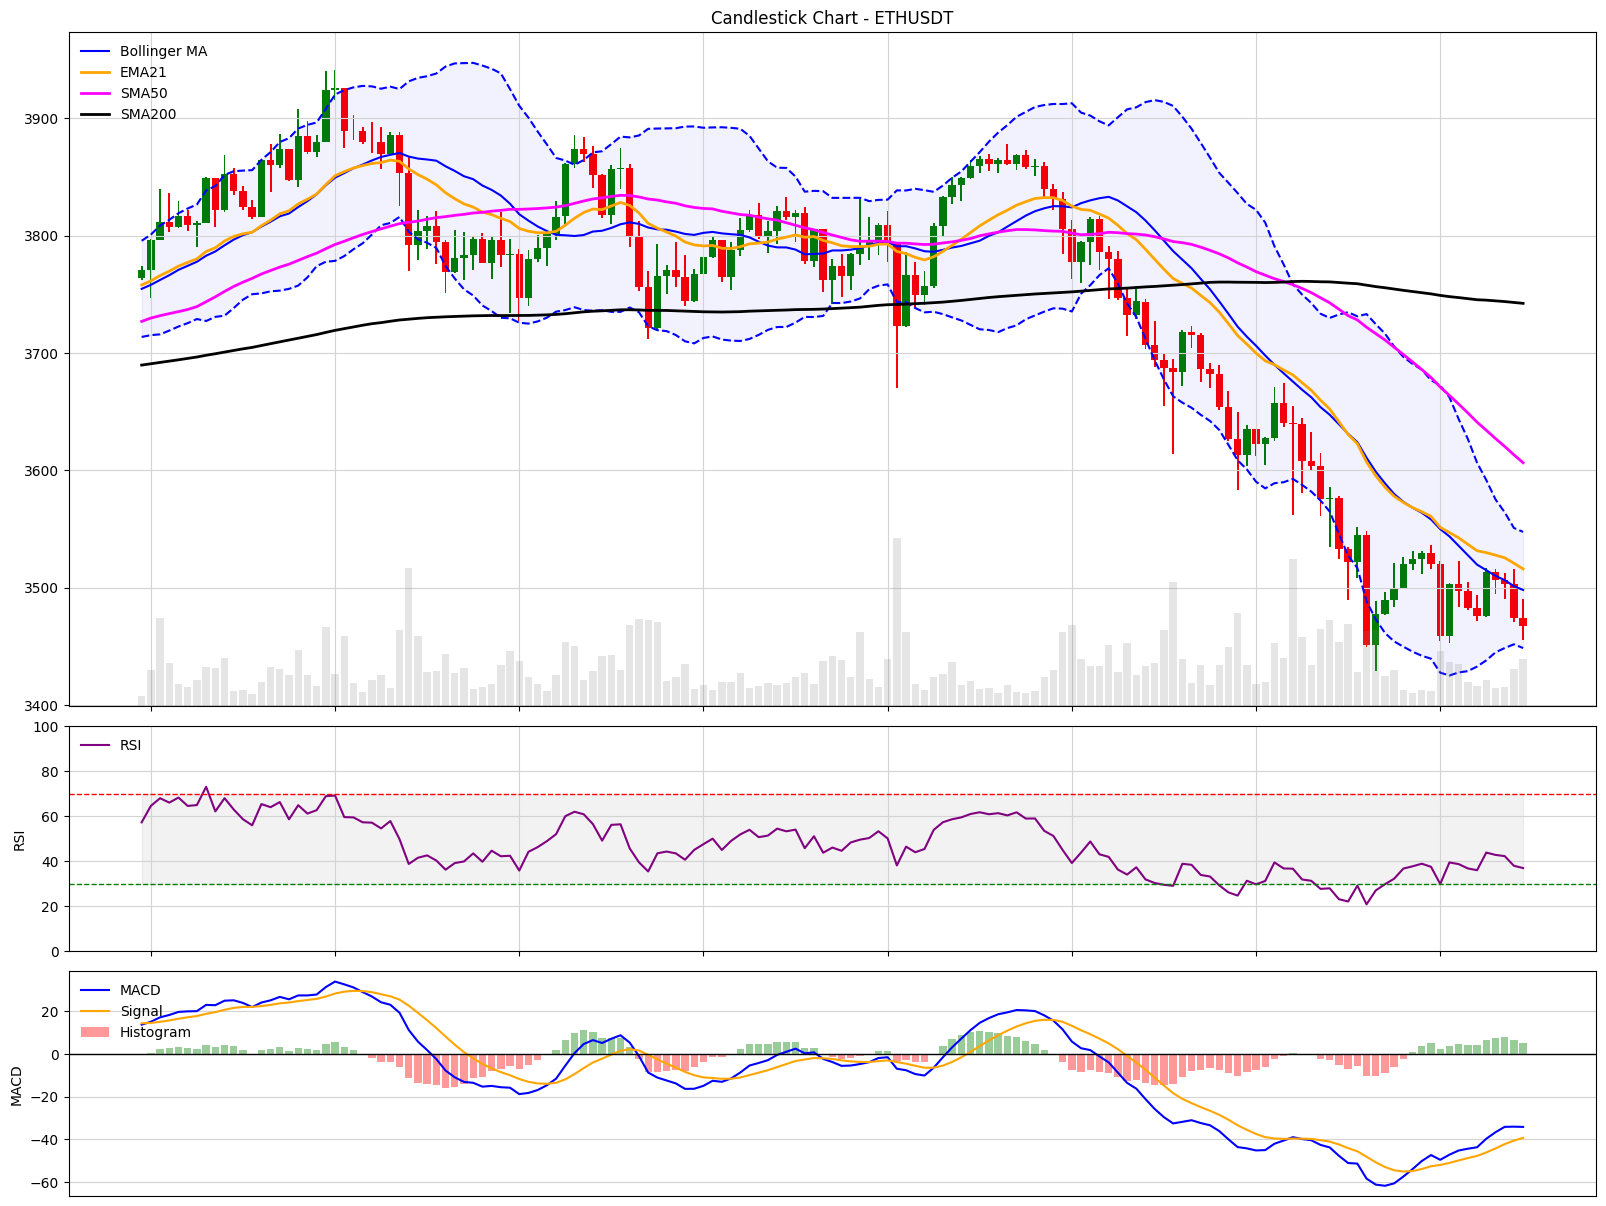 Candlestick Chart - ETHUSDT
Bollinger MA
EMA21
SMA50
SMA200
3900
3800
3700
3600
3500
3400
RSI
100
80
60
40
20
0
RSI
MACD
Signal
Histogram
20
0
−20
−40
−60
MACD